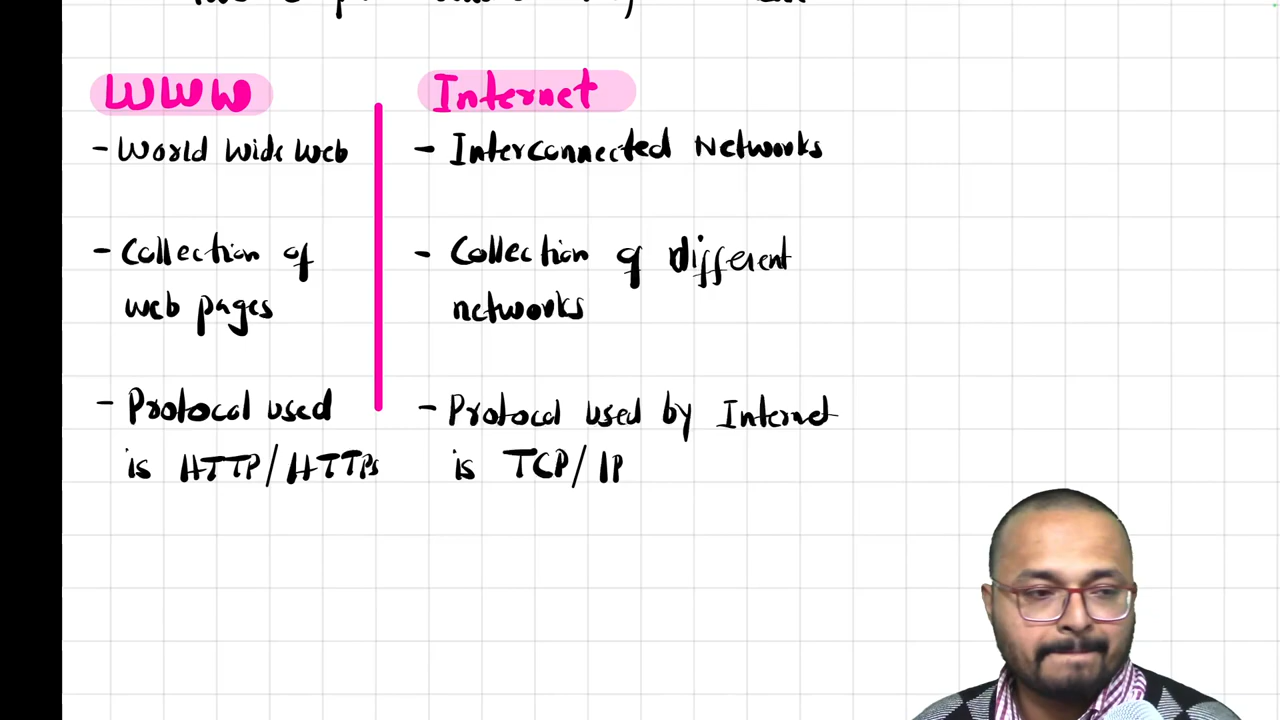 WWW
- World Wide Web
- Collection of
web pages
- Protocol used
is HTTP/HTTPs
Internet
- Interconnected Networks
- Collection of different
networks
- Protocol used by Internet
is TCP/IP